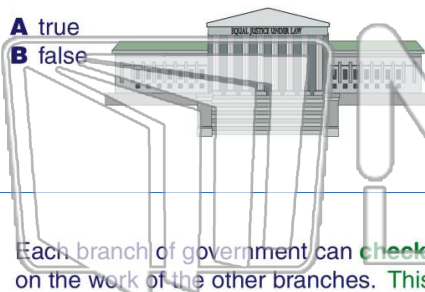 A true
B false
EQUAL JUSTICE UNDER LAW
Each branch of government can check
on the work of the other branches. This